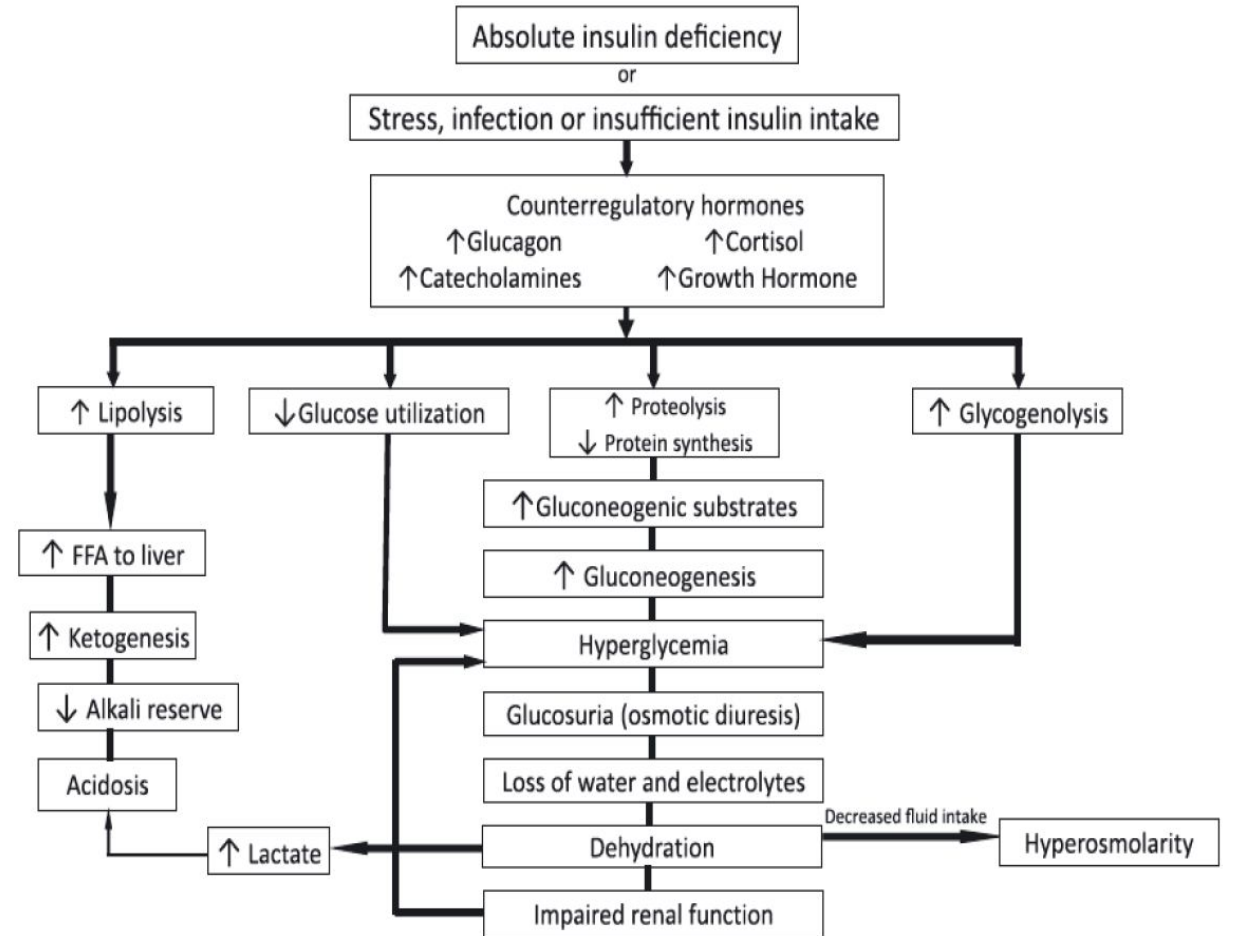 Absolute insulin deficiency
or
Stress, infection or insufficient insulin intake
Counterregulatory hormones
↑Glucagon ↑Cortisol
↑Catecholamines ↑Growth Hormone
↑ Lipolysis
↓Glucose utilization
↑ Proteolysis
↓ Protein synthesis
↑ Glycogenolysis
↑Gluconeogenic substrates
↑ FFA to liver
↑ Gluconeogenesis
↑ Ketogenesis
Hyperglycemia
↓ Alkali reserve
Glucosuria (osmotic diuresis)
Acidosis
Loss of water and electrolytes
Decreased fluid intake
↑ Lactate
Dehydration
Hyperosmolarity
Impaired renal function